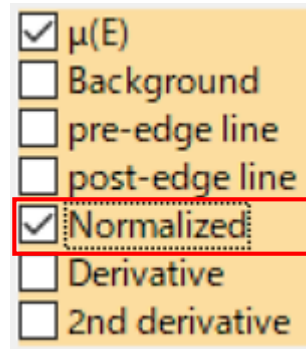 μ(E)
Background
pre-edge line
post-edge line
Normalized
Derivative
2nd derivative